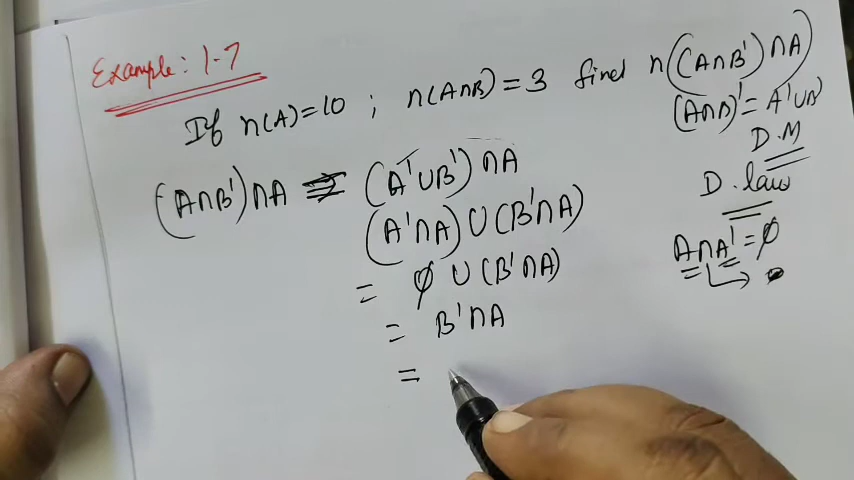 Example: 1.7
If n(A)=10 ; n(A∩B)=3 find n((A∩B')∩A)
(A∩B)'=A'∪B'
D.M
(A∩B')∩A ⇒ (A'∪B')∩A
D. law
(A'∩A)∪(B'∩A)
A∩A'=∅
= ∅ ∪(B'∩A)
= B'∩A
=